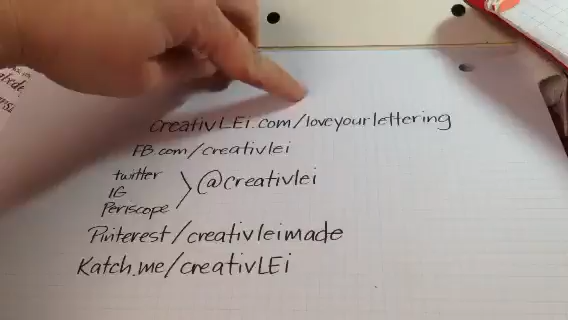 creativLEi.com/loveyourlettering
FB.com/creativlei
twitter
IG
Periscope
@creativlei
Pinterest/creativleimade
Katch.me/creativLEi